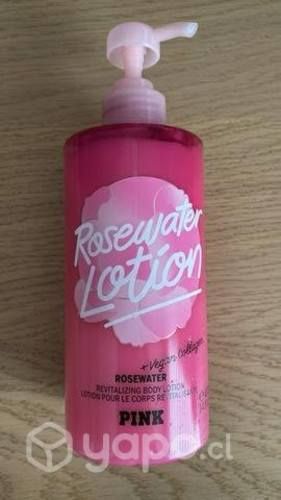 Rosewater
Lotion
+ Vegan Collagen
ROSEWATER
REVITALIZING BODY LOTION
LOTION POUR LE CORPS REVITALISANTE
PINK
yapo.cl